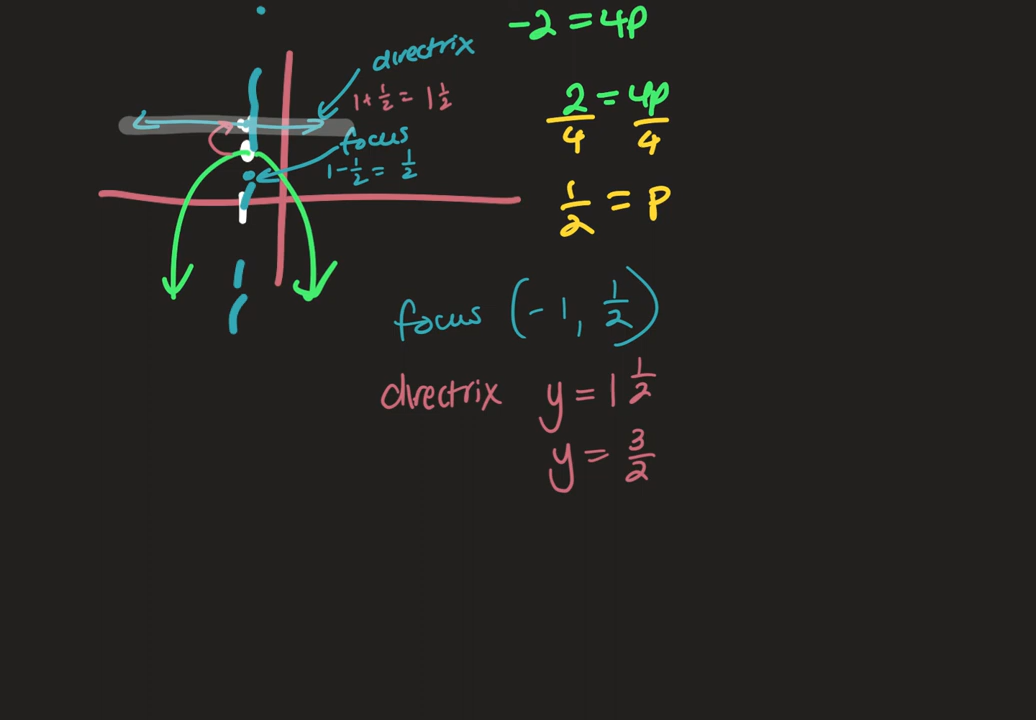 -2 = 4p
directrix
1 + 1/2 = 1 1/2
2 = 4p
4 4
focus
1 - 1/2 = 1/2
1/2 = p
focus (-1, 1/2)
directrix y = 1 1/2
y = 3/2